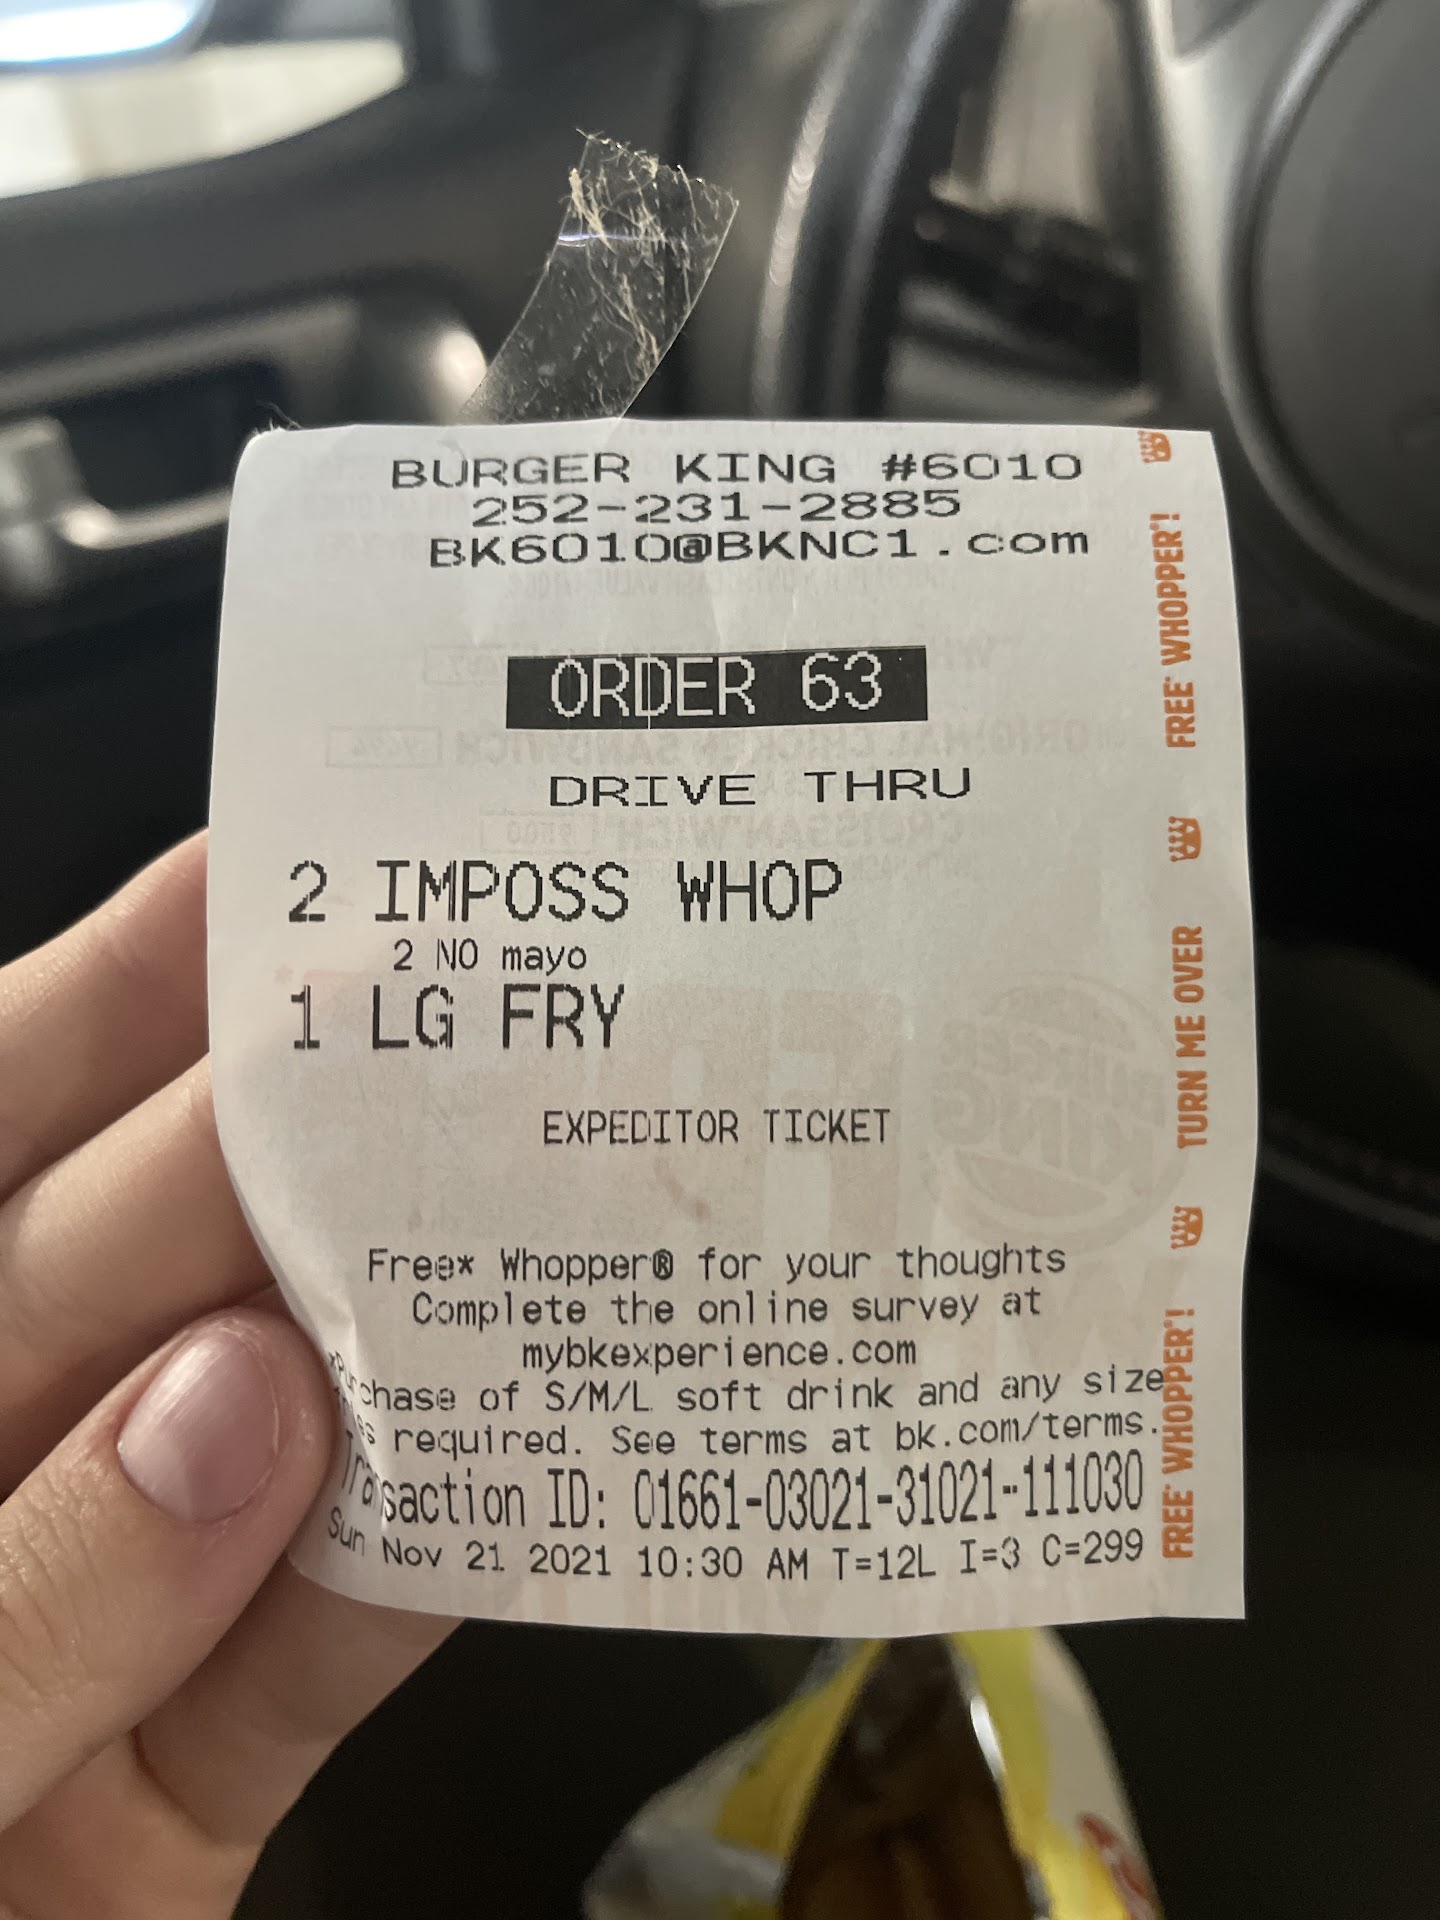 BURGER KING #6010
252-231-2885
BK6010@BKNC1.com
ORDER 63
DRIVE THRU
2 IMPOSS WHOP
2 NO mayo
1 LG FRY
EXPEDITOR TICKET
Free* Whopper® for your thoughts
Complete the online survey at
mybkexperience.com
*Purchase of S/M/L soft drink and any size
required. See terms at bk.com/terms.
Transaction ID: 01661-03021-31021-111030
Sun Nov 21 2021 10:30 AM T=12L I=3 C=299
FREE* WHOPPER®!
TURN ME OVER
FREE* WHOPPER®!